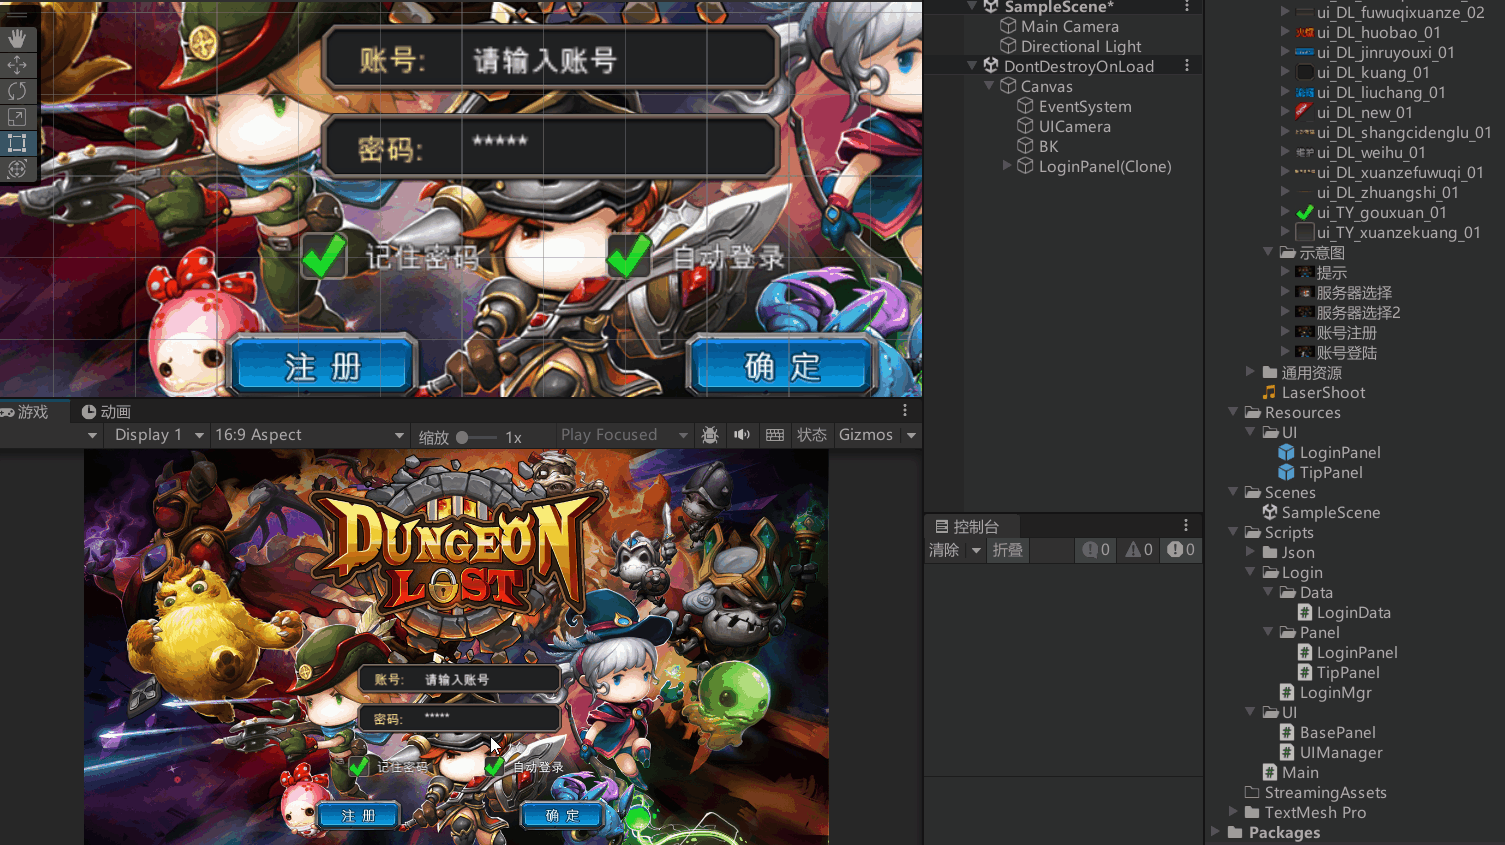 账号:
请输入账号
密码:
*****
记住密码
自动登录
注 册
确 定
游戏
动画
Display 1
16:9 Aspect
缩放
1x
Play Focused
状态
Gizmos
DUNGEON
LOST
账号:
请输入账号
密码:
*****
记住密码
自动登录
注 册
确 定
SampleScene*
Main Camera
Directional Light
DontDestroyOnLoad
Canvas
EventSystem
UICamera
BK
LoginPanel(Clone)
控制台
清除
折叠
0
0
0
ui_DL_fuwuqixuanze_02
ui_DL_huobao_01
ui_DL_jinruyouxi_01
ui_DL_kuang_01
ui_DL_liuchang_01
ui_DL_new_01
ui_DL_shangcidenglu_01
ui_DL_weihu_01
ui_DL_xuanzefuwuqi_01
ui_DL_zhuangshi_01
ui_TY_gouxuan_01
ui_TY_xuanzekuang_01
示意图
提示
服务器选择
服务器选择2
账号注册
账号登陆
通用资源
LaserShoot
Resources
UI
LoginPanel
TipPanel
Scenes
SampleScene
Scripts
Json
Login
Data
LoginData
Panel
LoginPanel
TipPanel
LoginMgr
UI
BasePanel
UIManager
Main
StreamingAssets
TextMesh Pro
Packages